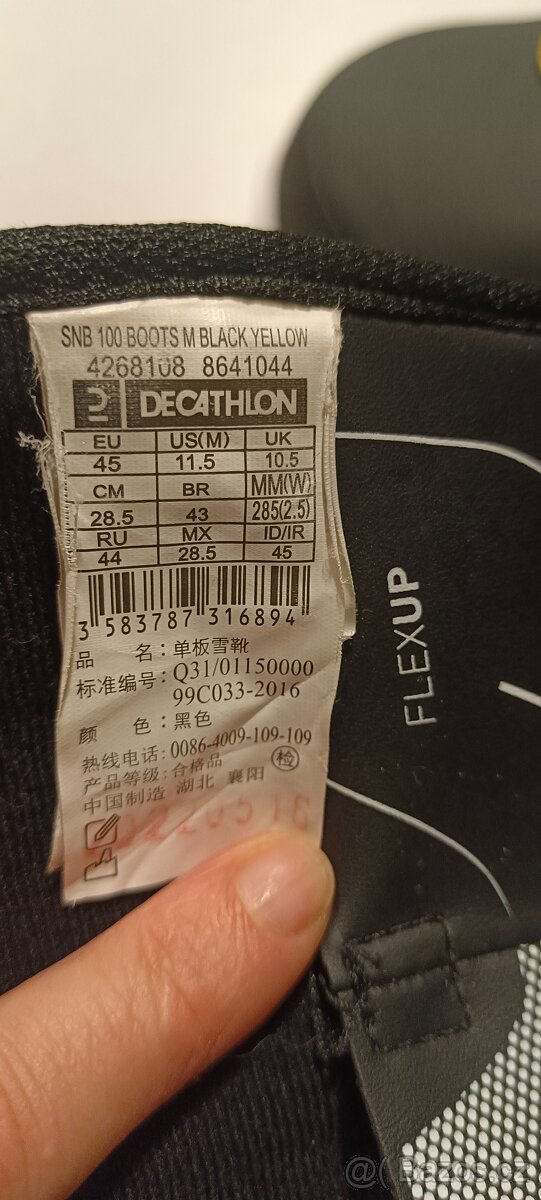 SNB 100 BOOTS M BLACK YELLOW
4268108 8641044
DECATHLON
EU US(M) UK
45 11.5 10.5
CM BR MM(W)
28.5 43 285(2.5)
RU MX ID/IR
44 28.5 45
3 583787 316894
品 名：单板雪靴
标准编号：Q31/01150000
99C033-2016
颜 色：黑色
热线电话：0086-4009-109-109
产品等级：合格品 检
中国制造 湖北 襄阳
FLEXUP
@( Bazos.cz